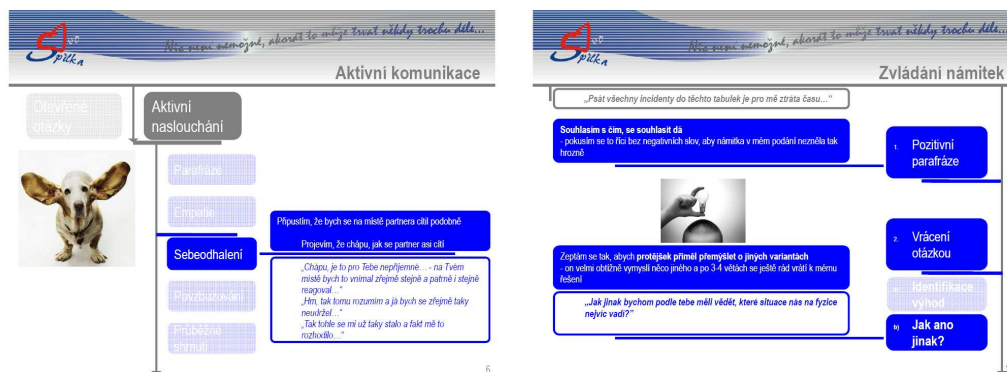 Spilka
Nic není nemožné, akorát to může trvat někdy trochu déle...
Aktivní komunikace
Otevřené
otázky
Aktivní
naslouchání
Parafráze
Empatie
Sebeodhalení
Povzbuzování
Průběžné
shrnutí
Připustím, že bych se na místě partnera cítil podobně
Projevím, že chápu, jak se partner asi cítí
„Chápu, je to pro Tebe nepříjemné… - na Tvém
místě bych to vnímal zřejmě stejně a patrně i stejně
reagoval…“
„Hm, tak tomu rozumím a já bych se zřejmě taky
neudržel…“
„Tak tohle se mi už taky stalo a fakt mě to
rozhodilo…“
6
Spilka
Nic není nemožné, akorát to může trvat někdy trochu déle...
Zvládání námitek
„Psát všechny incidenty do těchto tabulek je pro mě ztráta času…“
Souhlasím s čím, se souhlasit dá
- pokusím se to říci bez negativních slov, aby námitka v mém podání nezněla tak
hrozně
1. Pozitivní
parafráze
2. Vrácení
otázkou
Zeptám se tak, abych protějšek přiměl přemýšlet o jiných variantách
- on velmi obtížně vymyslí něco jiného a po 3-4 větách se ještě rád vrátí k mému
řešení
„Jak jinak bychom podle tebe měli vědět, které situace nás na fyzice
nejvíc vadí?”
a) Identifikace
výhod
b) Jak ano
jinak?